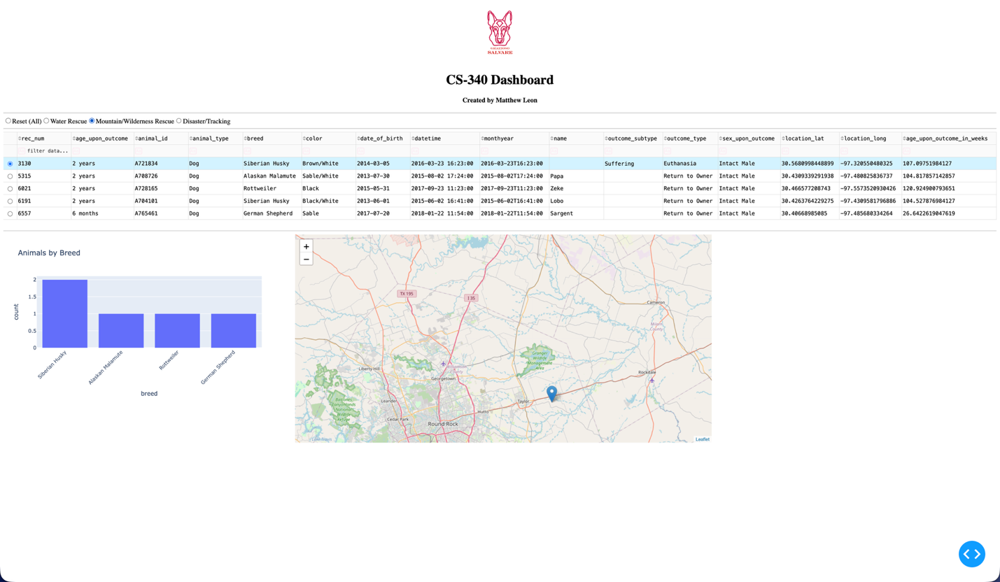 GRAZIOSO
SALVARE
CS-340 Dashboard
Created by Matthew Leon
Reset (All) Water Rescue Mountain/Wilderness Rescue Disaster/Tracking
rec_num age_upon_outcome animal_id animal_type breed color date_of_birth datetime monthyear name outcome_subtype outcome_type sex_upon_outcome location_lat location_long age_upon_outcome_in_weeks
filter data...
3130 2 years A721834 Dog Siberian Husky Brown/White 2014-03-05 2016-03-23 16:23:00 2016-03-23T16:23:00 Suffering Euthanasia Intact Male 30.5680998448899 -97.320550480325 107.09751984127
5315 2 years A708726 Dog Alaskan Malamute Sable/White 2013-07-30 2015-08-02 17:24:00 2015-08-02T17:24:00 Papa Return to Owner Intact Male 30.4309339291938 -97.480825836737 104.817857142857
6021 2 years A728165 Dog Rottweiler Black 2015-05-31 2017-09-23 11:23:00 2017-09-23T11:23:00 Zeke Return to Owner Intact Male 30.466577208743 -97.5573520930426 120.924900793651
6191 2 years A704101 Dog Siberian Husky Black/White 2013-06-01 2015-06-02 16:41:00 2015-06-02T16:41:00 Lobo Return to Owner Intact Male 30.4263764229275 -97.4309581796886 104.527876984127
6557 6 months A765461 Dog German Shepherd Sable 2017-07-20 2018-01-22 11:54:00 2018-01-22T11:54:00 Sargent Return to Owner Intact Male 30.40668985085 -97.485680334264 26.6422619047619
Animals by Breed
2
1.5
1
0.5
0
count
Siberian Husky
Alaskan Malamute
Rottweiler
German Shepherd
breed
+
−
TX 195
I 35
Cameron
Milam
County
Granger
Wildlife
Management
Area
Liberty Hill
Williamson
County
Georgetown
Rockdale
Leander
Taylor
Balcones
Canyonlands
National
Wildlife
Refuge
Hutto
Cedar Park
Round Rock
Lake Travis
Leaflet